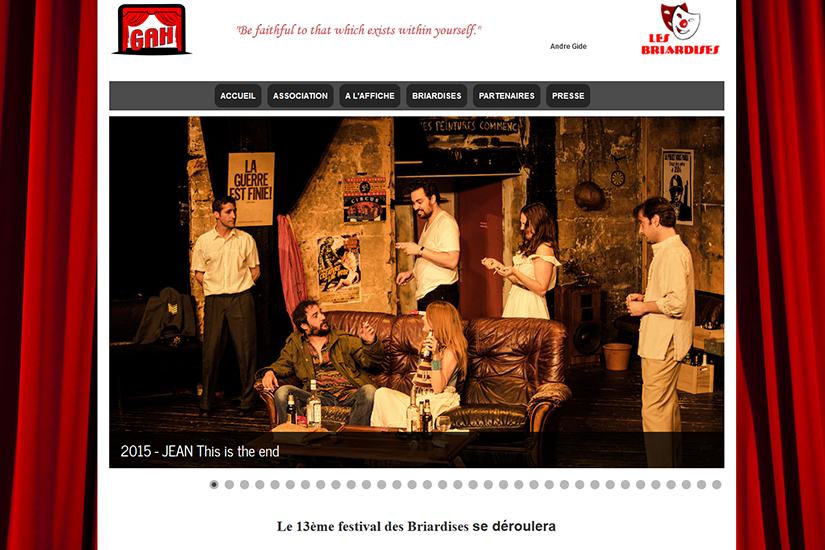 GAH
"Be faithful to that which exists within yourself."
Andre Gide
LES
BRIARDISES
ACCUEIL ASSOCIATION A L'AFFICHE BRIARDISES PARTENAIRES PRESSE
LES PEINTURES COMMENC
LA
GUERRE
EST FINIE!
CIRCUS
2015 - JEAN This is the end
Le 13ème festival des Briardises se déroulera